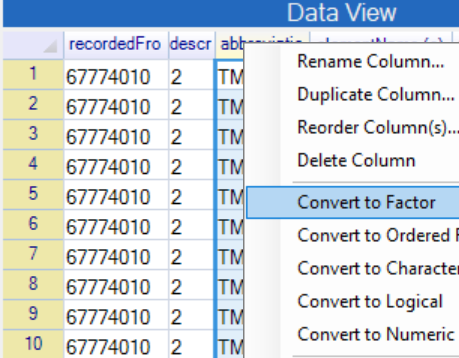 Data View
recordedFro descr abbreviatio
Rename Column...
1 67774010 2 TM
Duplicate Column...
2 67774010 2 TM
Reorder Column(s)...
3 67774010 2 TM
Delete Column
4 67774010 2 TM
5 67774010 2 TM
Convert to Factor
6 67774010 2 TM
Convert to Ordered F
7 67774010 2 TM
Convert to Character
8 67774010 2 TM
Convert to Logical
9 67774010 2 TM
Convert to Numeric
10 67774010 2 TM